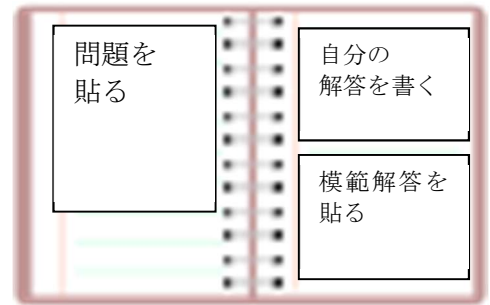 問題を
貼る
自分の
解答を書く
模範解答を
貼る